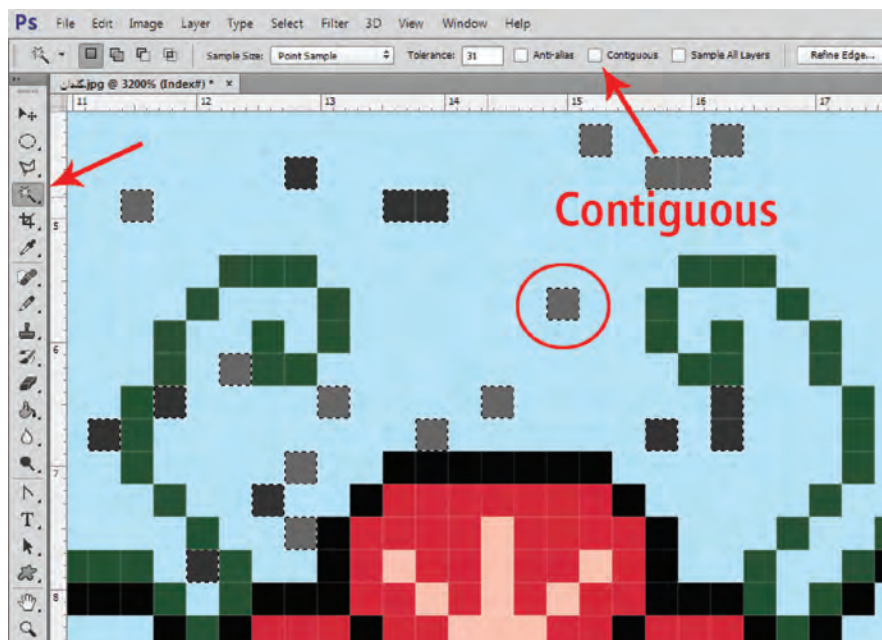 Ps File Edit Image Layer Type Select Filter 3D View Window Help
Sample Size: Point Sample Tolerance: 31 Anti-alias Contiguous Sample All Layers Refine Edge...
.jpg @ 3200% (Index#) * ×
11 12 13 14 15 16 17
Contiguous
5
6
7
8
T